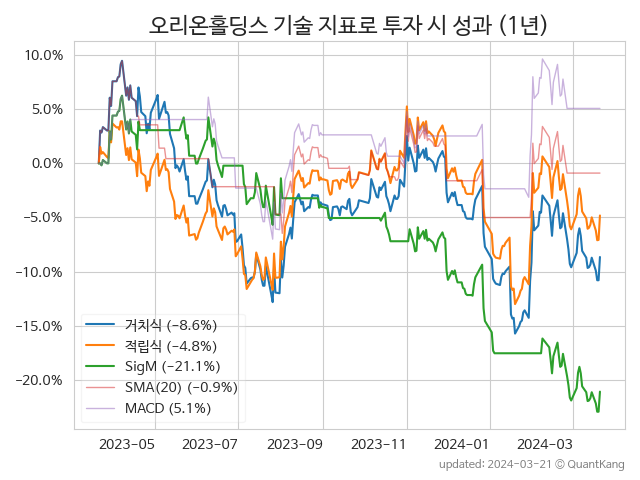 오리온홀딩스 기술 지표로 투자 시 성과 (1년)
10.0%
5.0%
0.0%
−5.0%
−10.0%
−15.0%
−20.0%
거치식 (−8.6%)
적립식 (−4.8%)
SigM (−21.1%)
SMA(20) (−0.9%)
MACD (5.1%)
2023-05 2023-07 2023-09 2023-11 2024-01 2024-03
updated: 2024-03-21 © QuantKang